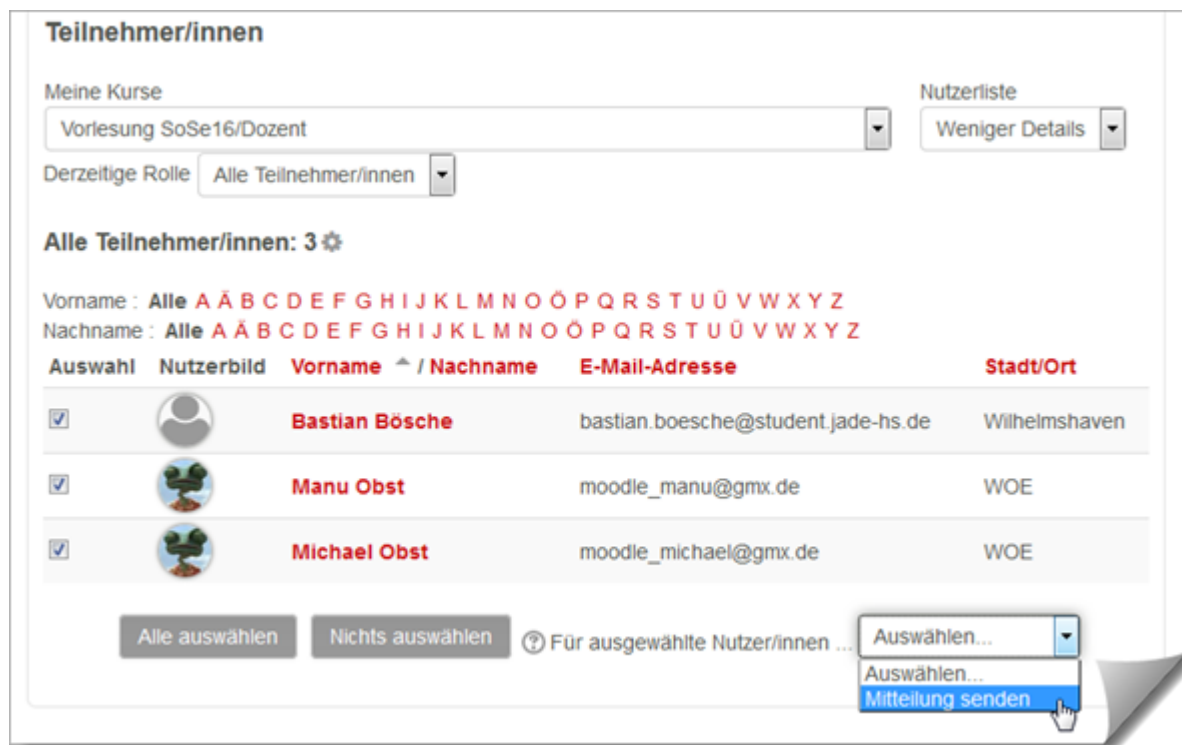 Teilnehmer/innen
Meine Kurse Nutzerliste
Vorlesung SoSe16/Dozent Weniger Details
Derzeitige Rolle Alle Teilnehmer/innen
Alle Teilnehmer/innen: 3
Vorname : Alle A Ä B C D E F G H I J K L M N O Ö P Q R S T U Ü V W X Y Z
Nachname : Alle A Ä B C D E F G H I J K L M N O Ö P Q R S T U Ü V W X Y Z
Auswahl Nutzerbild Vorname / Nachname E-Mail-Adresse Stadt/Ort
Bastian Bösche bastian.boesche@student.jade-hs.de Wilhelmshaven
Manu Obst moodle_manu@gmx.de WOE
Michael Obst moodle_michael@gmx.de WOE
Alle auswählen Nichts auswählen ? Für ausgewählte Nutzer/innen ... Auswählen...
Auswählen...
Mitteilung senden